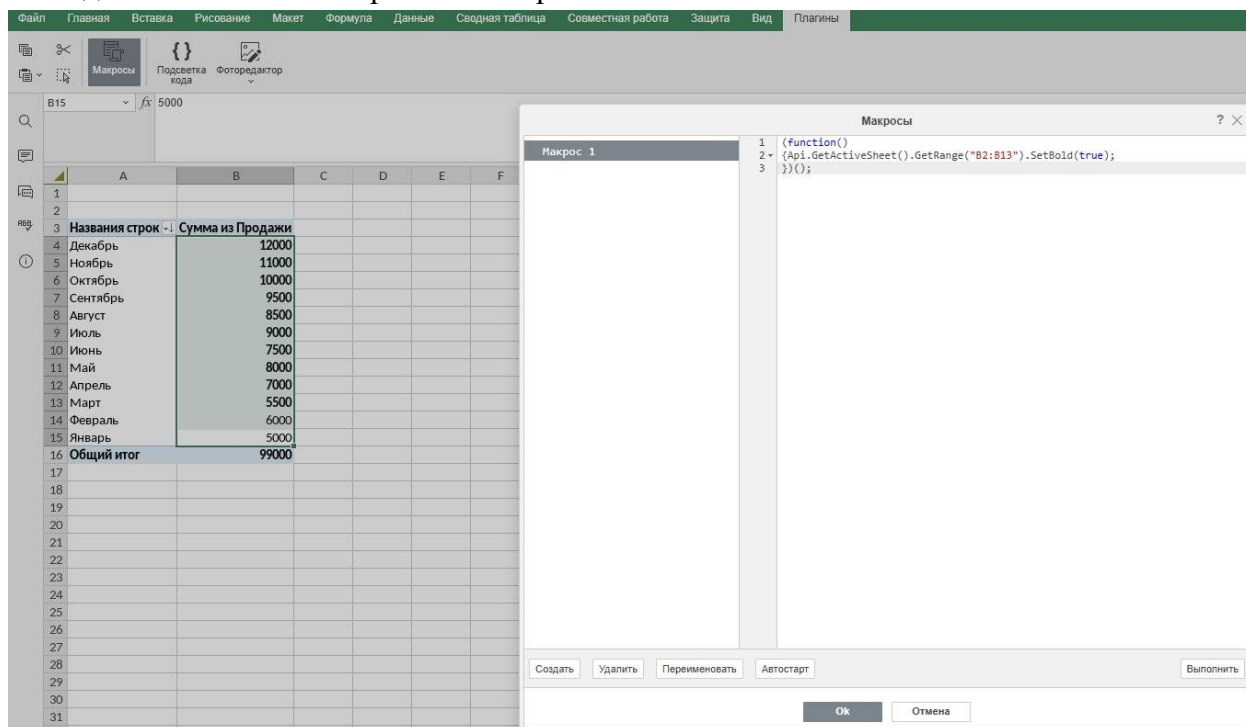 Файл Главная Вставка Рисование Макет Формула Данные Сводная таблица Совместная работа Защита Вид Плагины
Макросы Подсветка кода Фоторедактор
B15 fx 5000
Макросы ? ×
Макрос 1
1 (function()
2 {Api.GetActiveSheet().GetRange("B2:B13").SetBold(true);
3 })();
A B C D E F
1
2
3 Названия строк Сумма из Продажи
4 Декабрь 12000
5 Ноябрь 11000
6 Октябрь 10000
7 Сентябрь 9500
8 Август 8500
9 Июль 9000
10 Июнь 7500
11 Май 8000
12 Апрель 7000
13 Март 5500
14 Февраль 6000
15 Январь 5000
16 Общий итог 99000
17
18
19
20
21
22
23
24
25
26
27
28
29
30
31
Создать Удалить Переименовать Автостарт Выполнить
Ok Отмена